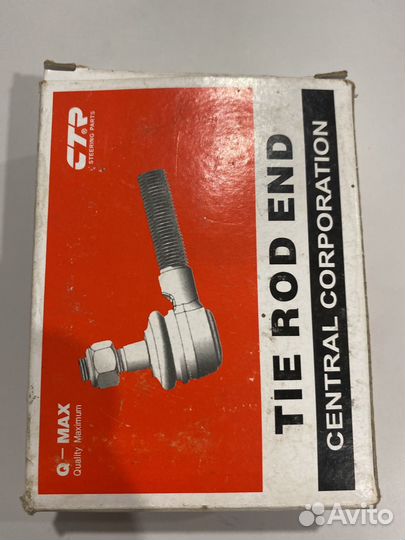 CTR®
STEERING PARTS
Q-MAX
Quality Maximum
TIE ROD END
CENTRAL CORPORATION
Avito